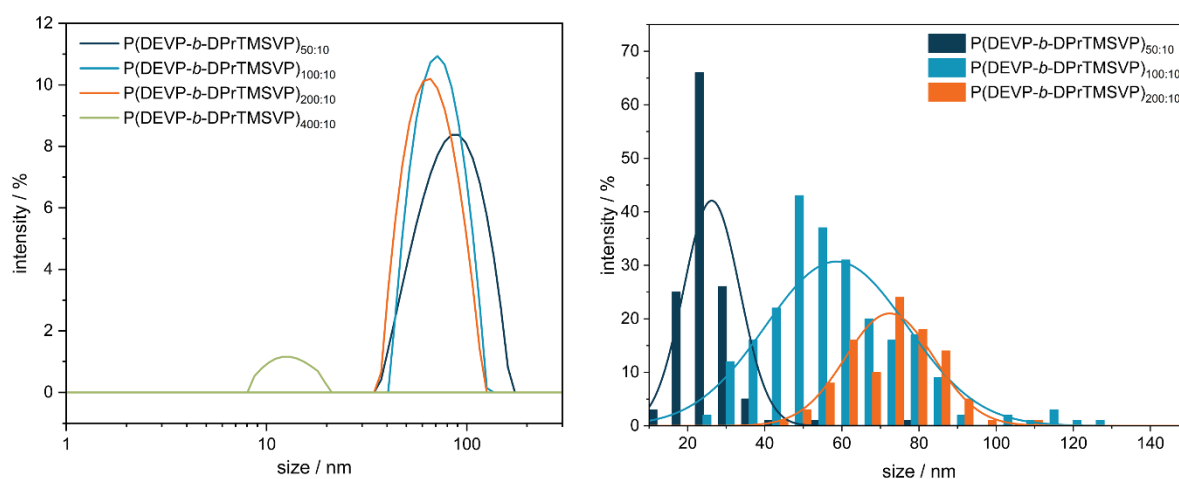 12
10
8
6
4
2
0
intensity / %
P(DEVP-b-DPrTMSVP)50:10
P(DEVP-b-DPrTMSVP)100:10
P(DEVP-b-DPrTMSVP)200:10
P(DEVP-b-DPrTMSVP)400:10
1
10
100
size / nm
70
60
50
40
30
20
10
0
intensity / %
P(DEVP-b-DPrTMSVP)50:10
P(DEVP-b-DPrTMSVP)100:10
P(DEVP-b-DPrTMSVP)200:10
20
40
60
80
100
120
140
size / nm